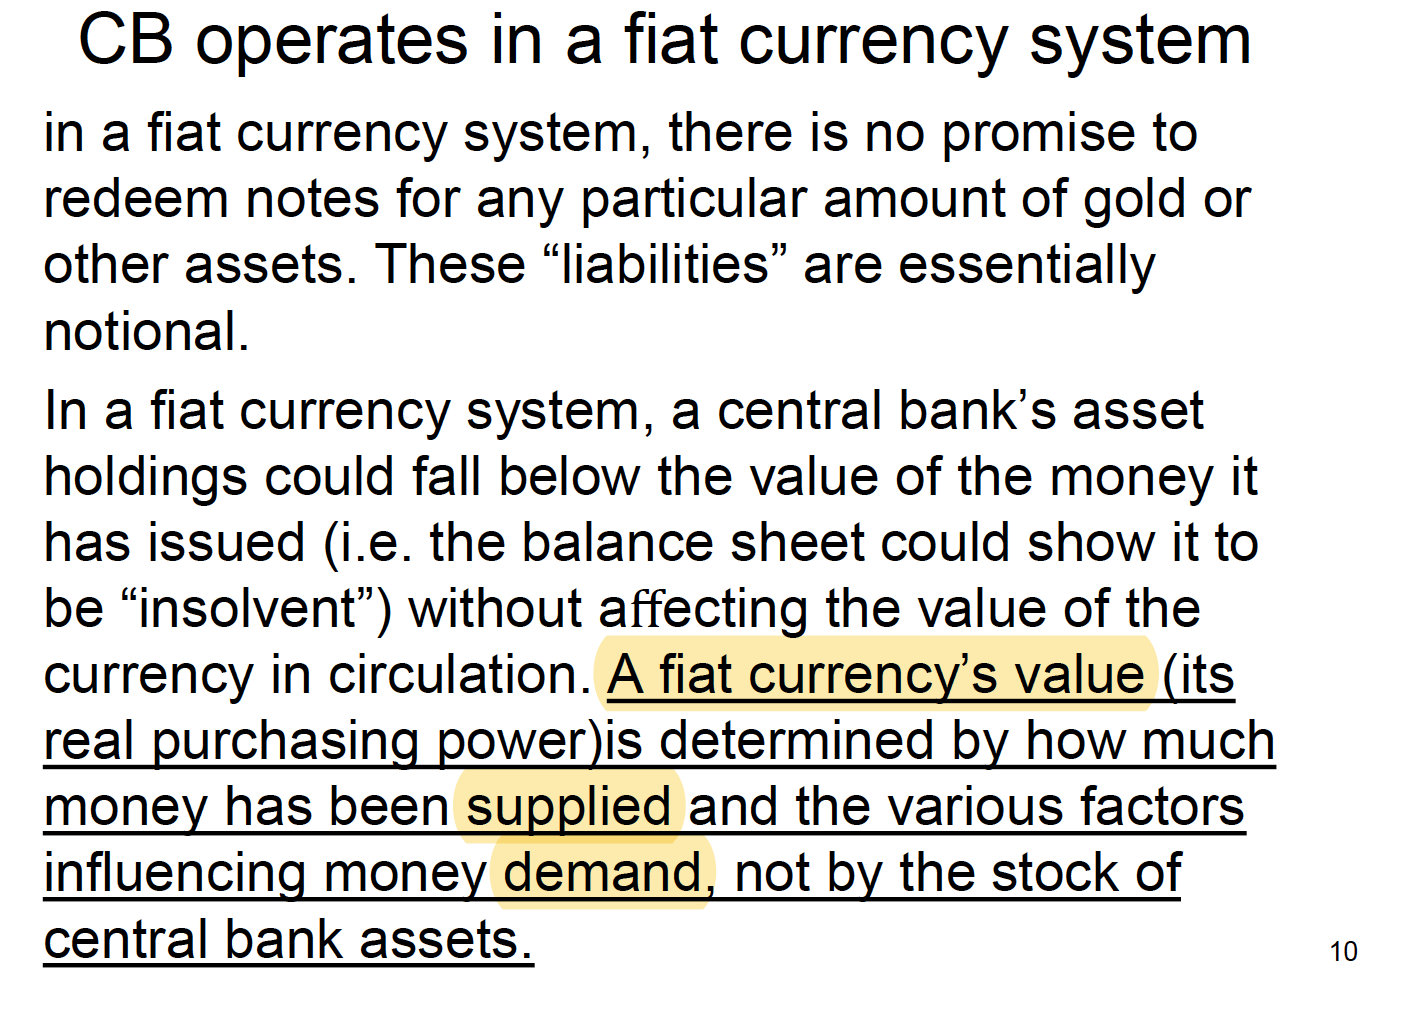 CB operates in a fiat currency system
in a fiat currency system, there is no promise to
redeem notes for any particular amount of gold or
other assets. These “liabilities” are essentially
notional.
In a fiat currency system, a central bank’s asset
holdings could fall below the value of the money it
has issued (i.e. the balance sheet could show it to
be “insolvent”) without affecting the value of the
currency in circulation. A fiat currency’s value (its
real purchasing power)is determined by how much
money has been supplied and the various factors
influencing money demand, not by the stock of
central bank assets.
10